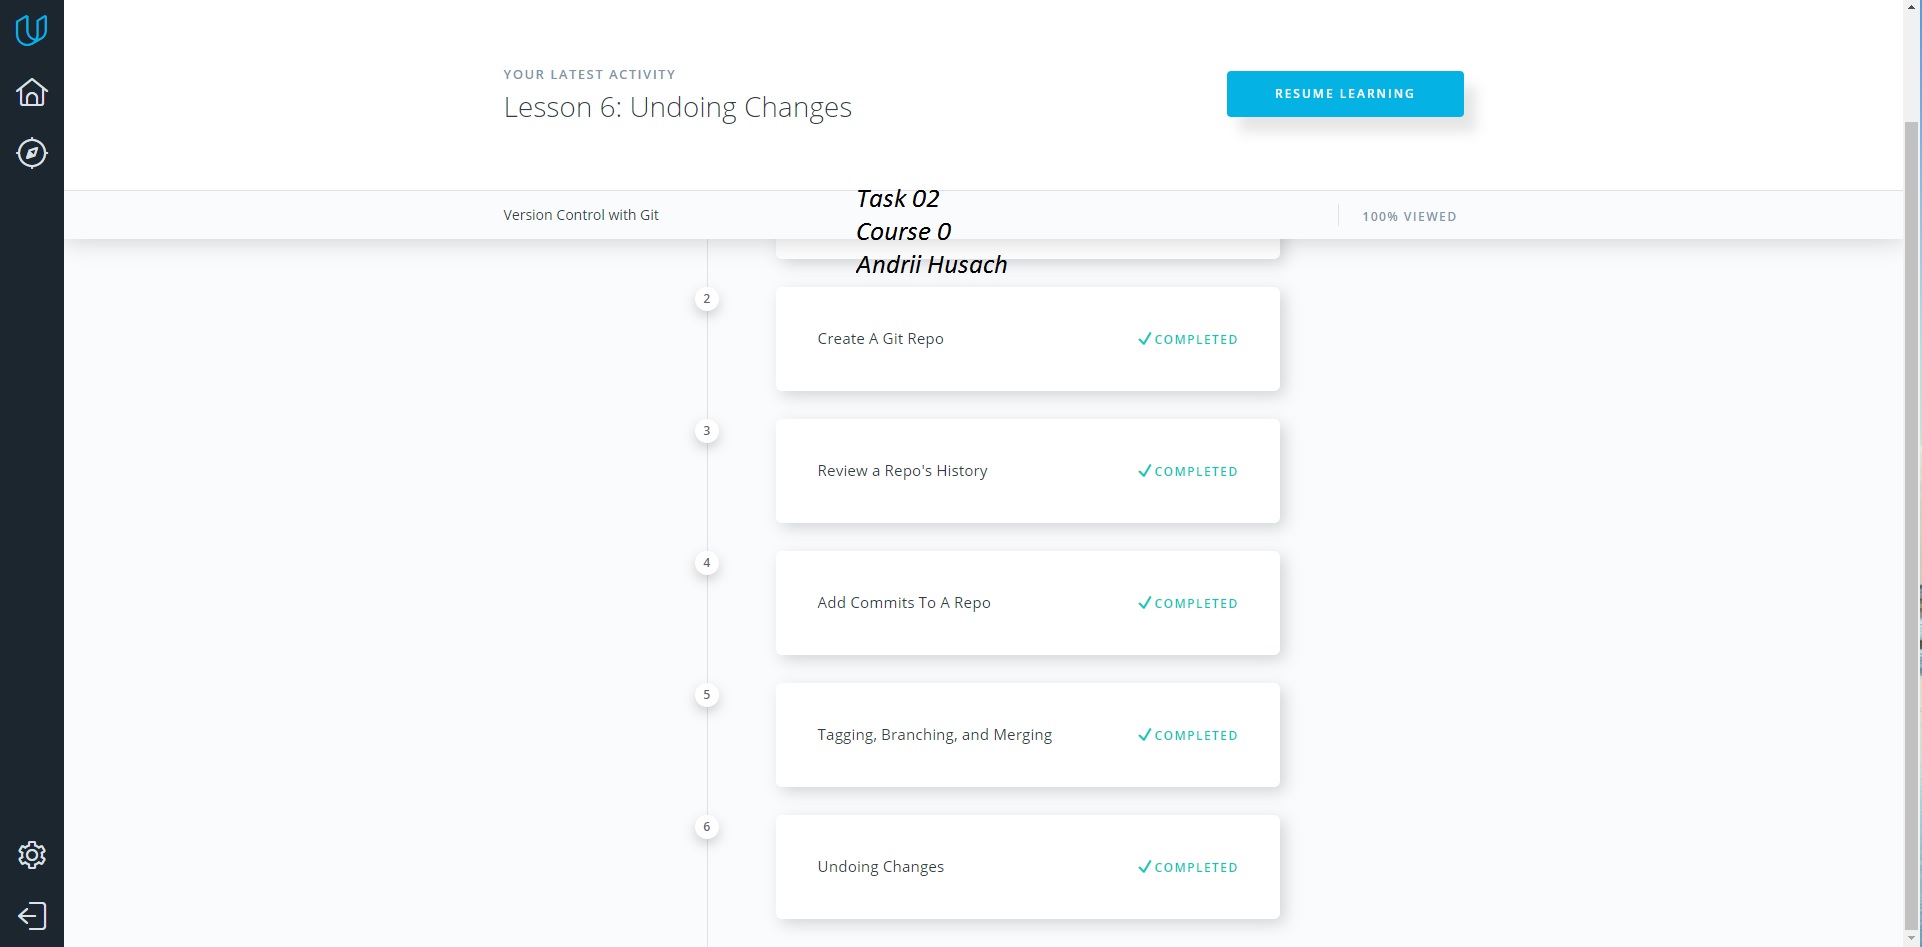 YOUR LATEST ACTIVITY
Lesson 6: Undoing Changes
RESUME LEARNING
Version Control with Git
100% VIEWED
Task 02
Course 0
Andrii Husach
2
Create A Git Repo
COMPLETED
3
Review a Repo's History
COMPLETED
4
Add Commits To A Repo
COMPLETED
5
Tagging, Branching, and Merging
COMPLETED
6
Undoing Changes
COMPLETED